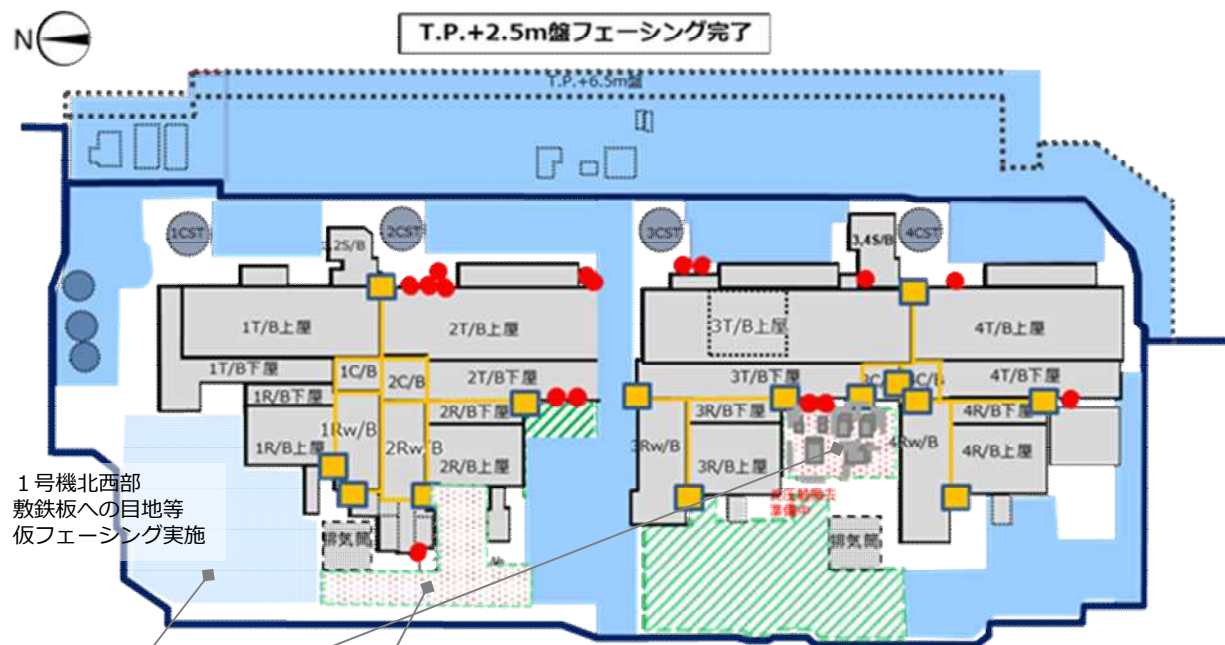 N
T.P.+2.5m盤フェーシング完了
T.P.+6.5m盤
1CST
2CST
3CST
4CST
2S/B
3,4S/B
1T/B上屋
2T/B上屋
3T/B上屋
4T/B上屋
1T/B下屋
1C/B
2C/B
2T/B下屋
3T/B下屋
4T/B下屋
1R/B下屋
2R/B下屋
3R/B下屋
4R/B下屋
1Rw/B
2Rw/B
3Rw/B
4Rw/B
1R/B上屋
2R/B上屋
3R/B上屋
4R/B上屋
1号機北西部
敷鉄板への目地等
仮フェーシング実施
準備中
排気筒
排気筒